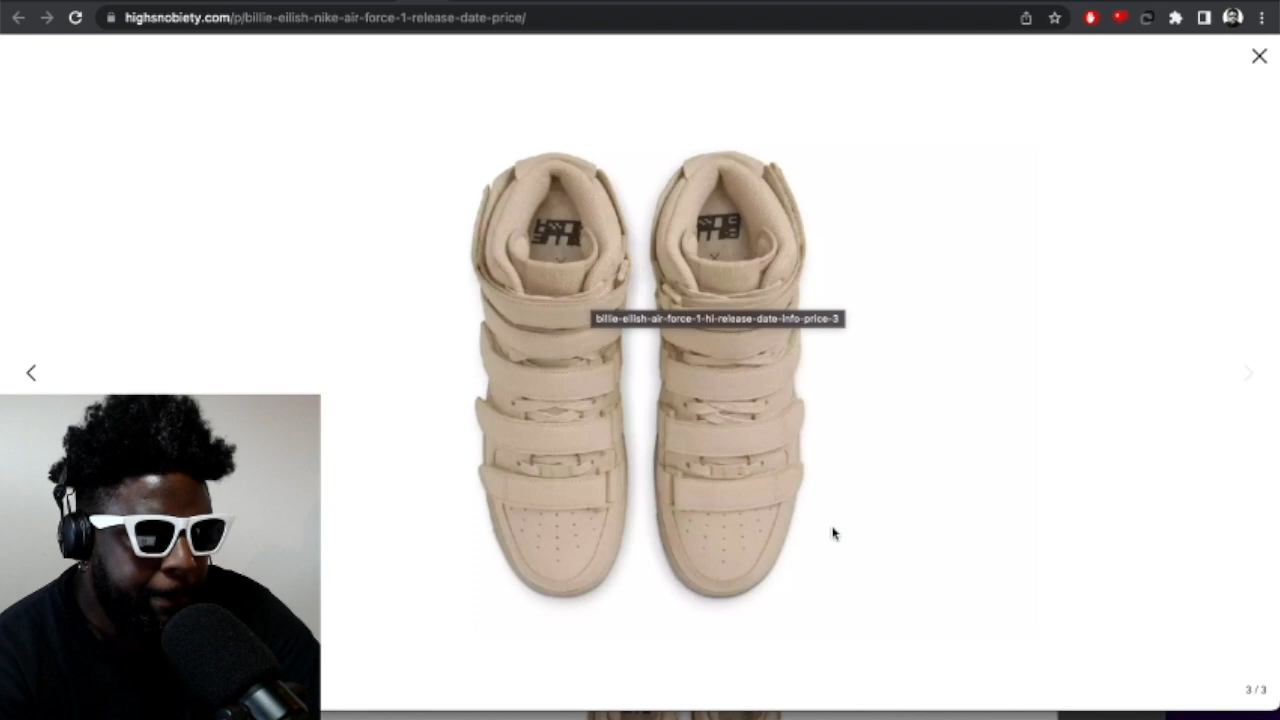 highsnobiety.com/p/billie-eilish-nike-air-force-1-release-date-price/
billie-eilish-air-force-1-hi-release-date-info-price-3
3 / 3